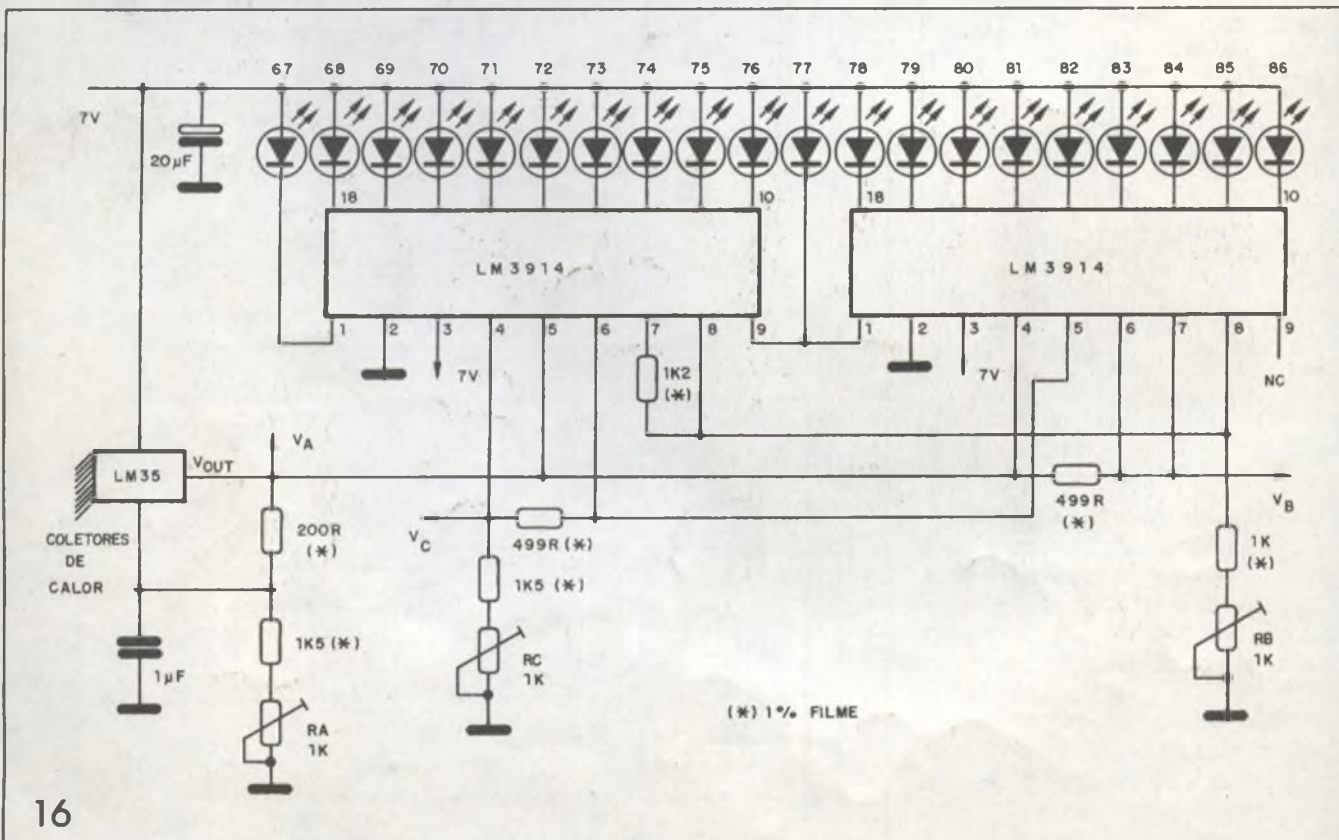 67 68 69 70 71 72 73 74 75 76 77 78 79 80 81 82 83 84 85 86
7V
20µF
18 10 18 10
LM3914 LM3914
1 2 3 4 5 6 7 8 9 1 2 3 4 5 6 7 8 9
7V 1K2 (*) 7V NC
VA
LM35 VOUT
499R (*) VB
COLETORES DE CALOR
200R (*)
VC 499R (*)
1K (*)
1K5 (*)
1K5 (*)
1µF
RA 1K
RC 1K
RB 1K
(*) 1% FILME
16